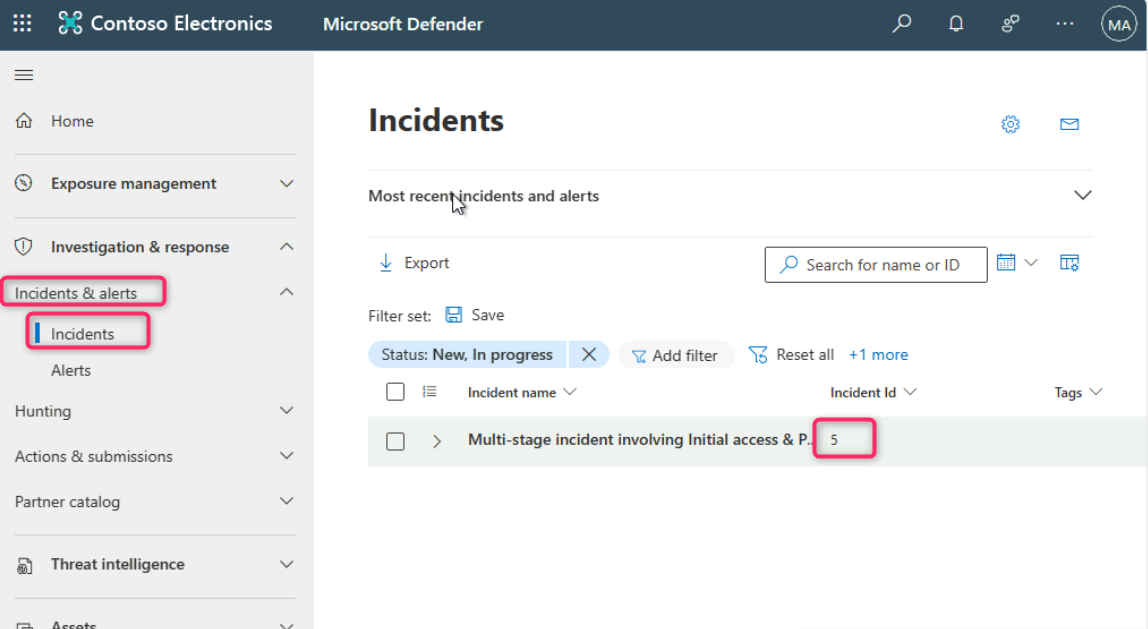 Contoso Electronics
Microsoft Defender
MA
Home
Exposure management
Investigation & response
Incidents & alerts
Incidents
Alerts
Hunting
Actions & submissions
Partner catalog
Threat intelligence
Assets
Incidents
Most recent incidents and alerts
Export
Search for name or ID
Filter set: Save
Status: New, In progress
Add filter
Reset all
+1 more
Incident name
Incident Id
Tags
Multi-stage incident involving Initial access & P... 5